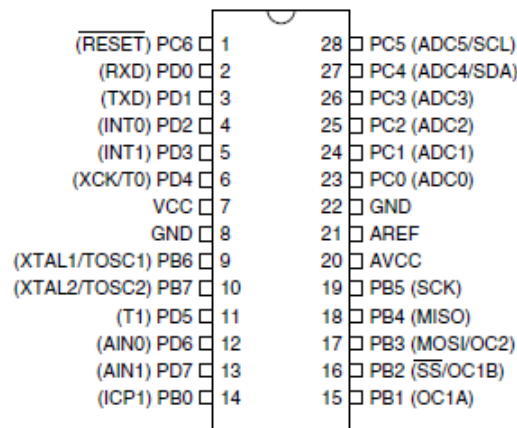 (RESET) PC6 1 28 PC5 (ADC5/SCL)
(RXD) PD0 2 27 PC4 (ADC4/SDA)
(TXD) PD1 3 26 PC3 (ADC3)
(INT0) PD2 4 25 PC2 (ADC2)
(INT1) PD3 5 24 PC1 (ADC1)
(XCK/T0) PD4 6 23 PC0 (ADC0)
VCC 7 22 GND
GND 8 21 AREF
(XTAL1/TOSC1) PB6 9 20 AVCC
(XTAL2/TOSC2) PB7 10 19 PB5 (SCK)
(T1) PD5 11 18 PB4 (MISO)
(AIN0) PD6 12 17 PB3 (MOSI/OC2)
(AIN1) PD7 13 16 PB2 (SS/OC1B)
(ICP1) PB0 14 15 PB1 (OC1A)